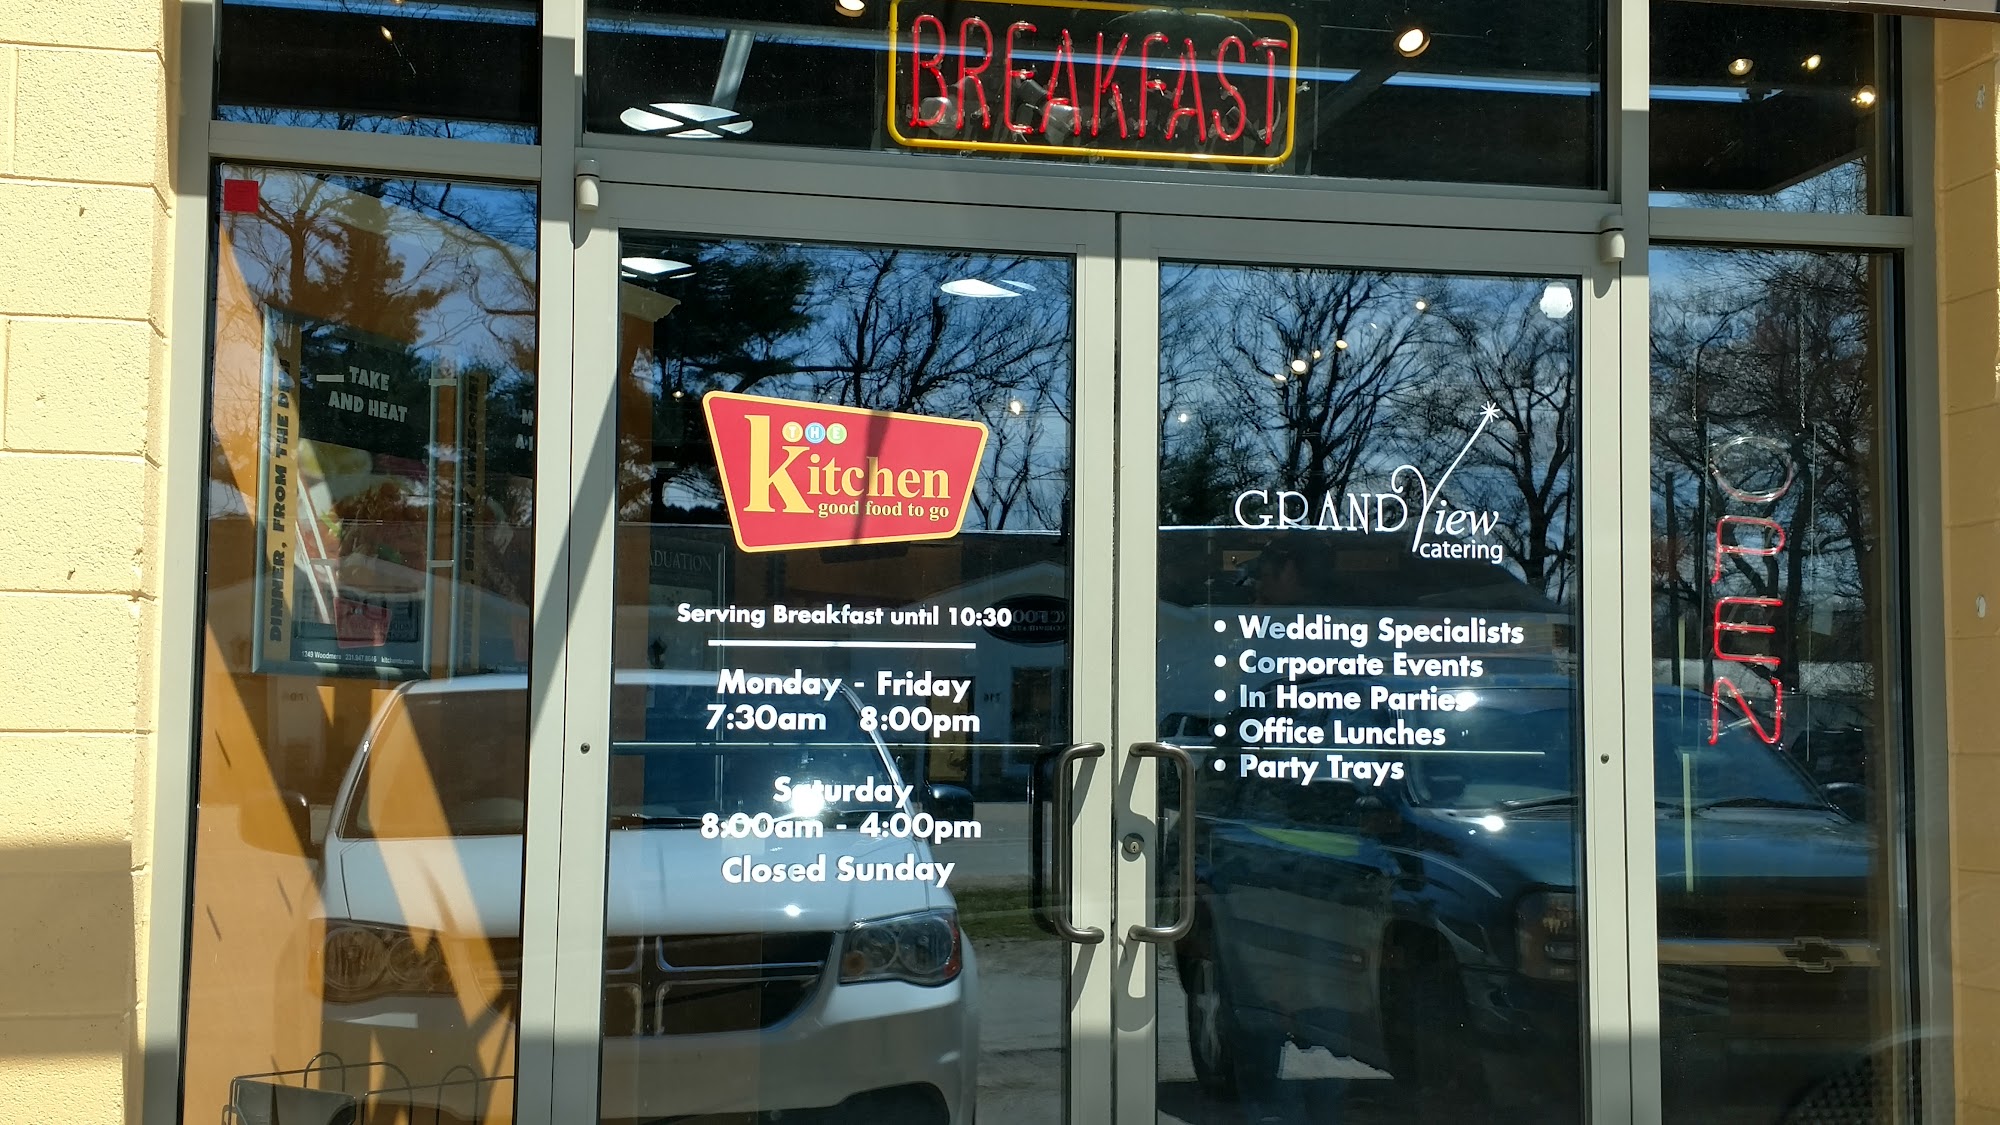 BREAKFAST
TAKE
AND HEAT
DINNER, FROM THE
THE
Kitchen
good food to go
Serving Breakfast until 10:30
Monday - Friday
7:30am 8:00pm
Saturday
8:00am - 4:00pm
Closed Sunday
GRANDView
catering
• Wedding Specialists
• Corporate Events
• In Home Parties
• Office Lunches
• Party Trays
OPEN